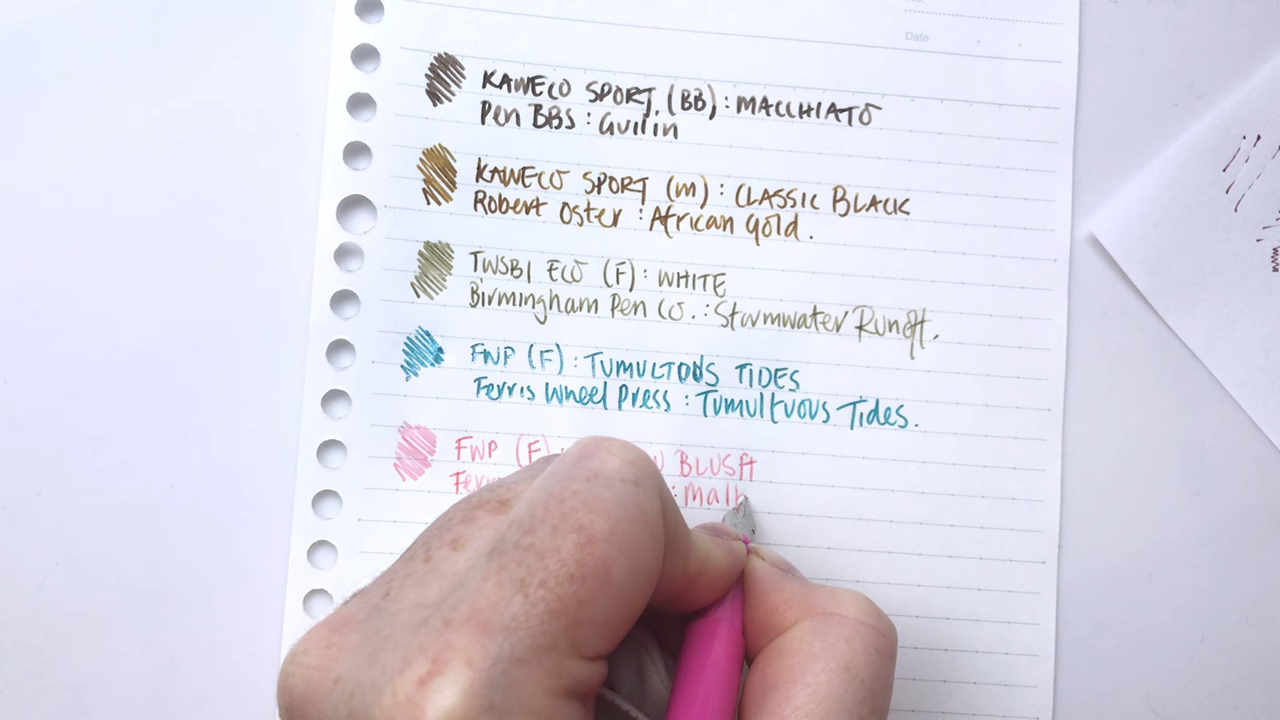 Date
KAWECO SPORT (BB) : MACCHIATO
Pen BBS : Guilin
KAWECO SPORT (M) : CLASSIC BLACK
Robert Oster : African Gold.
TWSBI ECO (F) : WHITE
Birmingham Pen Co. : Stormwater Runoff.
FWP (F) : TUMULTOUS TIDES
Ferris Wheel Press : Tumultuous Tides.
FWP (F) BLUSH
: Mal